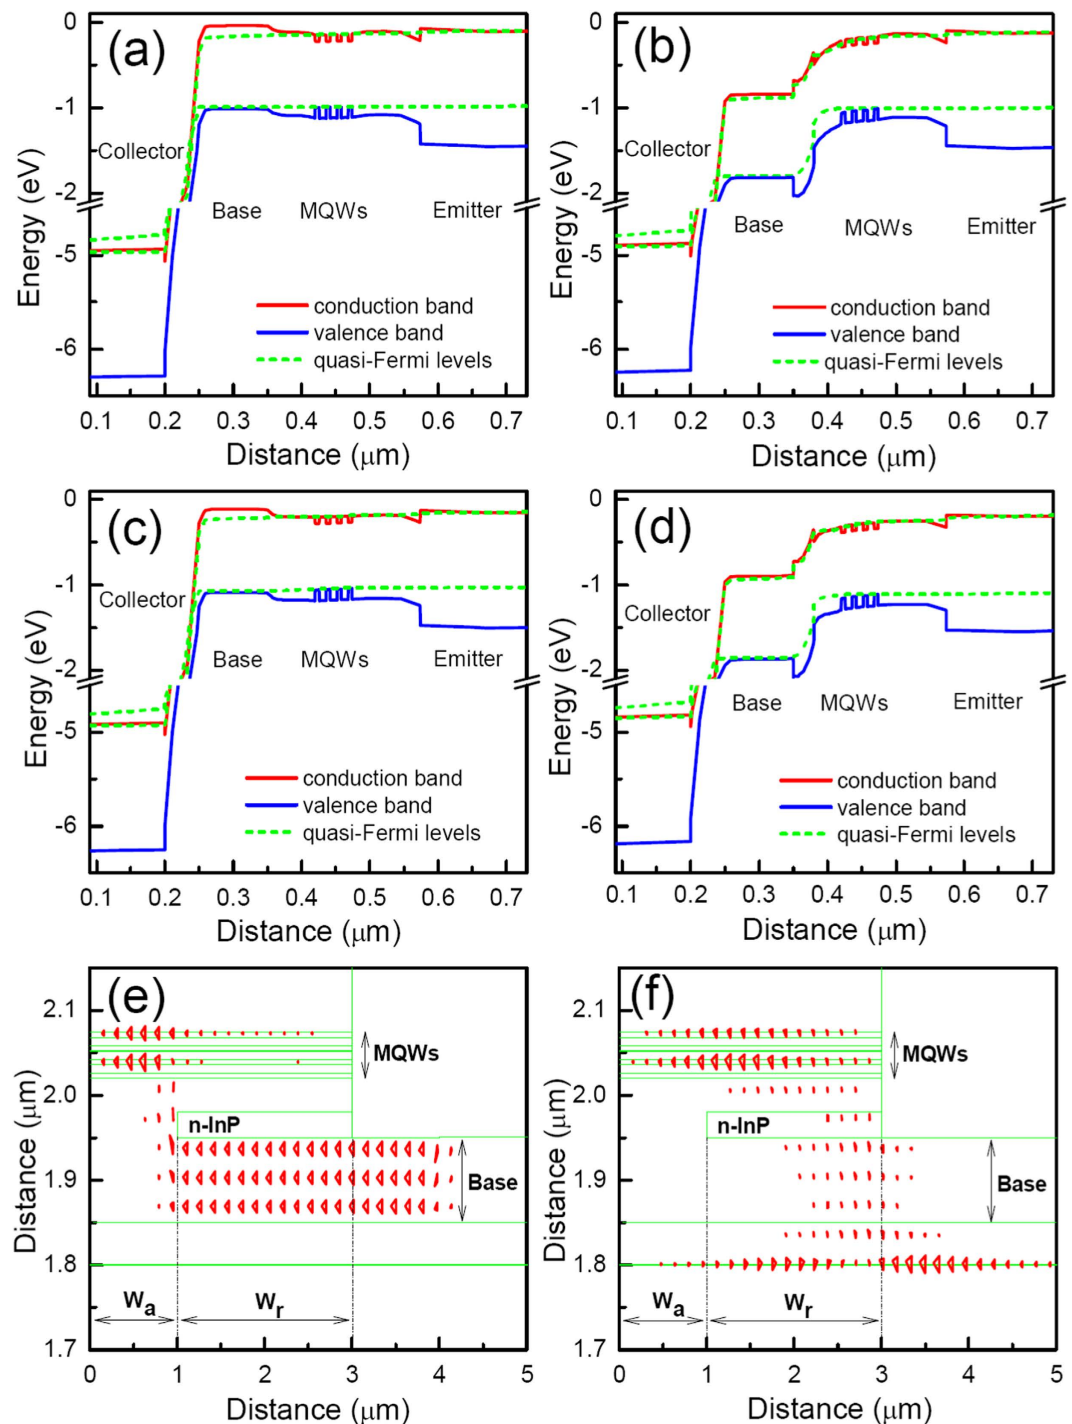 (a)
0
-1
-2
-5
-6
Energy (eV)
Collector
Base
MQWs
Emitter
conduction band
valence band
quasi-Fermi levels
0.1 0.2 0.3 0.4 0.5 0.6 0.7
Distance (μm)
(b)
0
-1
-2
-5
-6
Energy (eV)
Collector
Base
MQWs
Emitter
conduction band
valence band
quasi-Fermi levels
0.1 0.2 0.3 0.4 0.5 0.6 0.7
Distance (μm)
(c)
0
-1
-2
-5
-6
Energy (eV)
Collector
Base
MQWs
Emitter
conduction band
valence band
quasi-Fermi levels
0.1 0.2 0.3 0.4 0.5 0.6 0.7
Distance (μm)
(d)
0
-1
-2
-5
-6
Energy (eV)
Collector
Base
MQWs
Emitter
conduction band
valence band
quasi-Fermi levels
0.1 0.2 0.3 0.4 0.5 0.6 0.7
Distance (μm)
(e)
2.1
2.0
1.9
1.8
1.7
Distance (μm)
MQWs
n-InP
Base
Wa
Wr
0 1 2 3 4 5
Distance (μm)
(f)
2.1
2.0
1.9
1.8
1.7
Distance (μm)
MQWs
n-InP
Base
Wa
Wr
0 1 2 3 4 5
Distance (μm)